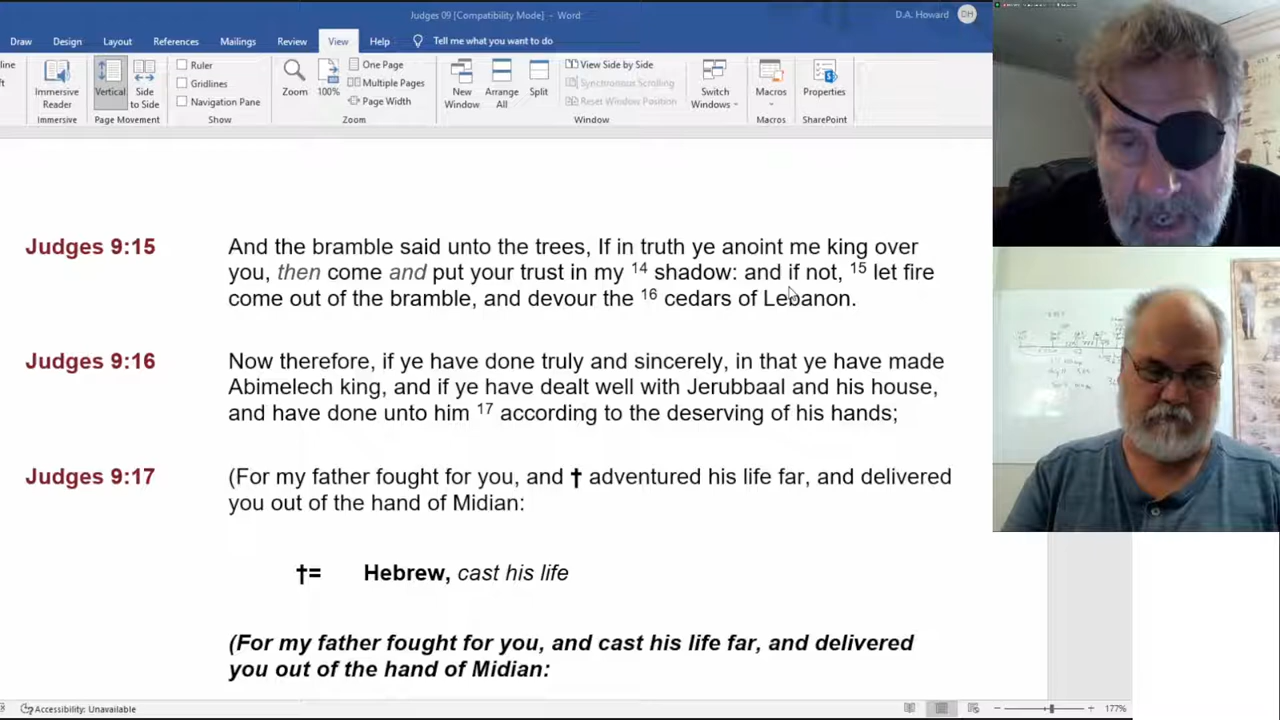 Judges 09 [Compatibility Mode] - Word
D.A. Howard
DH
Draw Design Layout References Mailings Review View Help Tell me what you want to do
Immersive Reader
Immersive
Vertical
Side to Side
Page Movement
Ruler
Gridlines
Navigation Pane
Show
Zoom
100%
One Page
Multiple Pages
Page Width
Zoom
New Window
Arrange All
Split
View Side by Side
Synchronous Scrolling
Reset Window Position
Switch Windows
Window
Macros
Macros
Properties
SharePoint
Judges 9:15 And the bramble said unto the trees, If in truth ye anoint me king over
you, then come and put your trust in my 14 shadow: and if not, 15 let fire
come out of the bramble, and devour the 16 cedars of Lebanon.
Judges 9:16 Now therefore, if ye have done truly and sincerely, in that ye have made
Abimelech king, and if ye have dealt well with Jerubbaal and his house,
and have done unto him 17 according to the deserving of his hands;
Judges 9:17 (For my father fought for you, and † adventured his life far, and delivered
you out of the hand of Midian:
†= Hebrew, cast his life
(For my father fought for you, and cast his life far, and delivered
you out of the hand of Midian:
Accessibility: Unavailable
177%